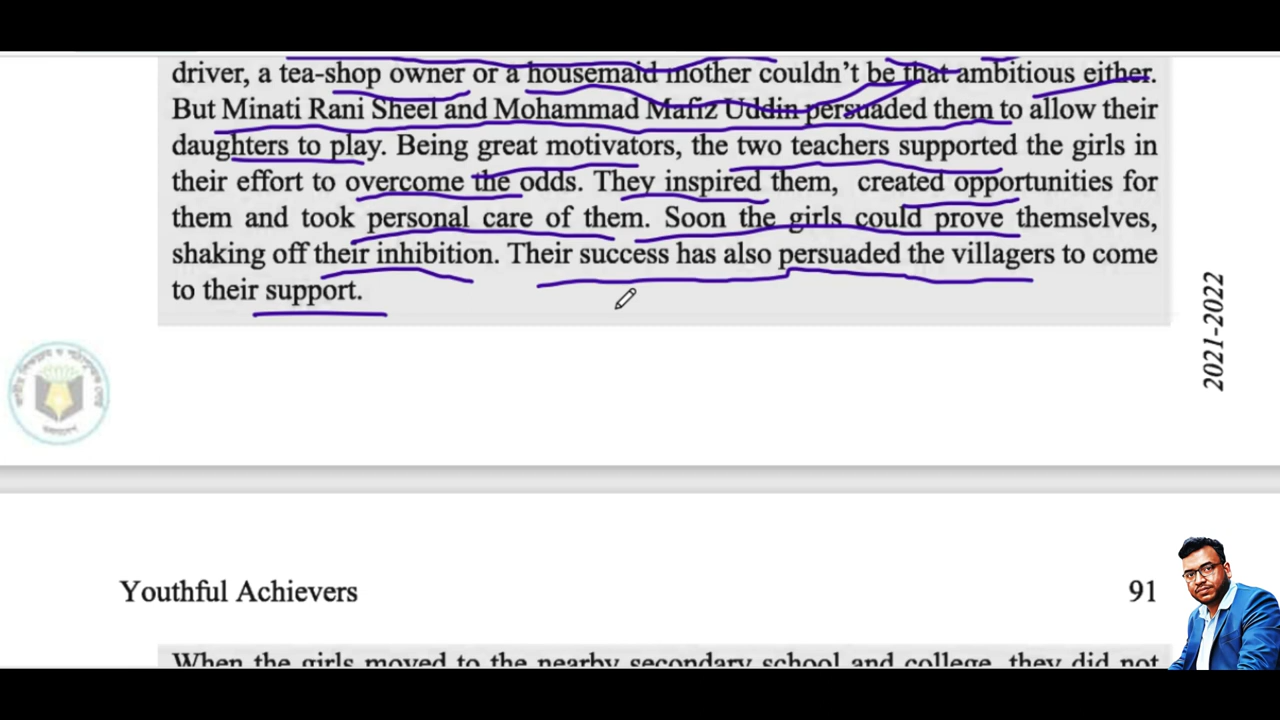 driver, a tea-shop owner or a housemaid mother couldn't be that ambitious either.
But Minati Rani Sheel and Mohammad Mafiz Uddin persuaded them to allow their
daughters to play. Being great motivators, the two teachers supported the girls in
their effort to overcome the odds. They inspired them, created opportunities for
them and took personal care of them. Soon the girls could prove themselves,
shaking off their inhibition. Their success has also persuaded the villagers to come
to their support.
2021-2022
Youthful Achievers 91
When the girls moved to the nearby secondary school and college, they did not